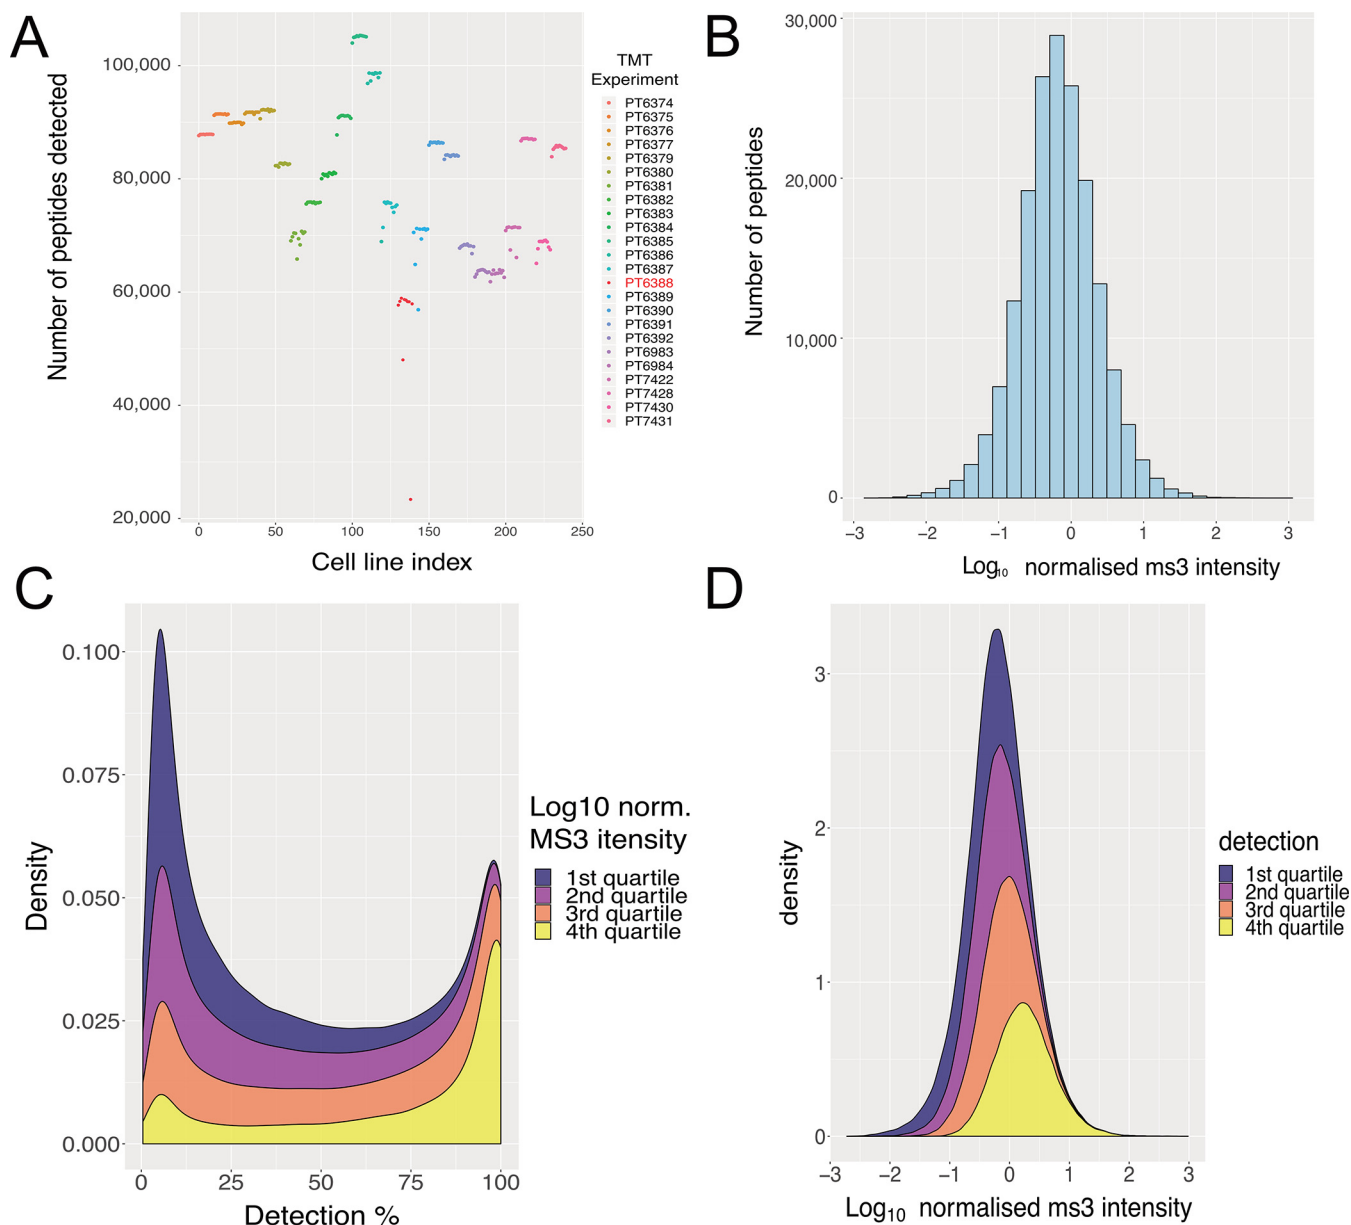 A
Number of peptides detected
100,000
80,000
60,000
40,000
20,000
0
50
100
150
200
250
Cell line index
TMT
Experiment
PT6374
PT6375
PT6376
PT6377
PT6379
PT6380
PT6381
PT6382
PT6383
PT6384
PT6385
PT6386
PT6387
PT6388
PT6389
PT6390
PT6391
PT6392
PT6983
PT6984
PT7422
PT7428
PT7430
PT7431
B
Number of peptides
30,000
20,000
10,000
0
−3
−2
−1
0
1
2
3
Log10 normalised ms3 intensity
C
Density
0.100
0.075
0.050
0.025
0.000
0
25
50
75
100
Detection %
Log10 norm.
MS3 itensity
1st quartile
2nd quartile
3rd quartile
4th quartile
D
density
3
2
1
0
−3
−2
−1
0
1
2
3
Log10 normalised ms3 intensity
detection
1st quartile
2nd quartile
3rd quartile
4th quartile